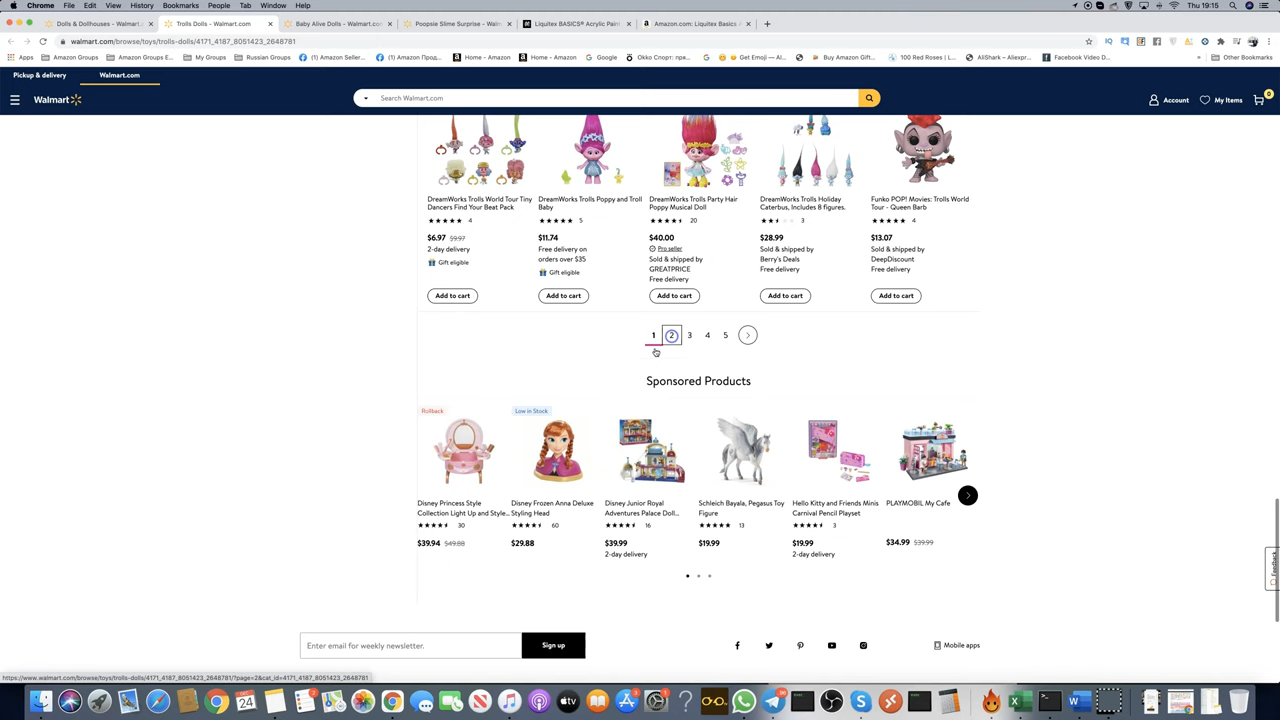 Chrome File Edit View History Bookmarks People Tab Window Help Thu 19:15
Dolls & Dollhouses - Walmart.c Trolls Dolls - Walmart.com Baby Alive Dolls - Walmart.com Poopsie Slime Surprise - Walm Liquitex BASICS® Acrylic Paint Amazon.com: Liquitex Basics A
walmart.com/browse/toys/trolls-dolls/4171_4187_8051423_2648781
Apps Amazon Groups Amazon Groups E... My Groups Russian Groups (1) Amazon Seller... (1) Amazon Прод... Home - Amazon Home - Amazon Google Окко Спорт: пре... Get Emoji — Al... Buy Amazon Gift... 100 Red Roses | L... AliShark – Aliexpr... Facebook Video D... » Other Bookmarks
Pickup & delivery Walmart.com
Walmart Search Walmart.com Account My Items 0
DreamWorks Trolls World Tour Tiny Dancers Find Your Beat Pack
4
$6.97 $9.97
2-day delivery
Gift eligible
Add to cart
DreamWorks Trolls Poppy and Troll Baby
5
$11.74
Free delivery on
orders over $35
Gift eligible
Add to cart
DreamWorks Trolls Party Hair
Poppy Musical Doll
20
$40.00
Pro seller
Sold & shipped by
GREATPRICE
Free delivery
Add to cart
DreamWorks Trolls Holiday
Caterbus, Includes 8 figures.
3
$28.99
Sold & shipped by
Berry's Deals
Free delivery
Add to cart
Funko POP! Movies: Trolls World
Tour - Queen Barb
4
$13.07
Sold & shipped by
DeepDiscount
Free delivery
Add to cart
1 2 3 4 5
Sponsored Products
Rollback
Disney Princess Style
Collection Light Up and Style...
30
$39.94 $49.88
Low in Stock
Disney Frozen Anna Deluxe
Styling Head
60
$29.88
Disney Junior Royal
Adventures Palace Doll...
16
$39.99
2-day delivery
Schleich Bayala, Pegasus Toy
Figure
13
$19.99
Hello Kitty and Friends Minis
Carnival Pencil Playset
3
$19.99
2-day delivery
PLAYMOBIL My Cafe
$34.99 $39.99
Feedback
Enter email for weekly newsletter. Sign up Mobile apps
https://www.walmart.com/browse/toys/trolls-dolls/4171_4187_8051423_2648781/?page=2&cat_id=4171_4187_8051423_2648781